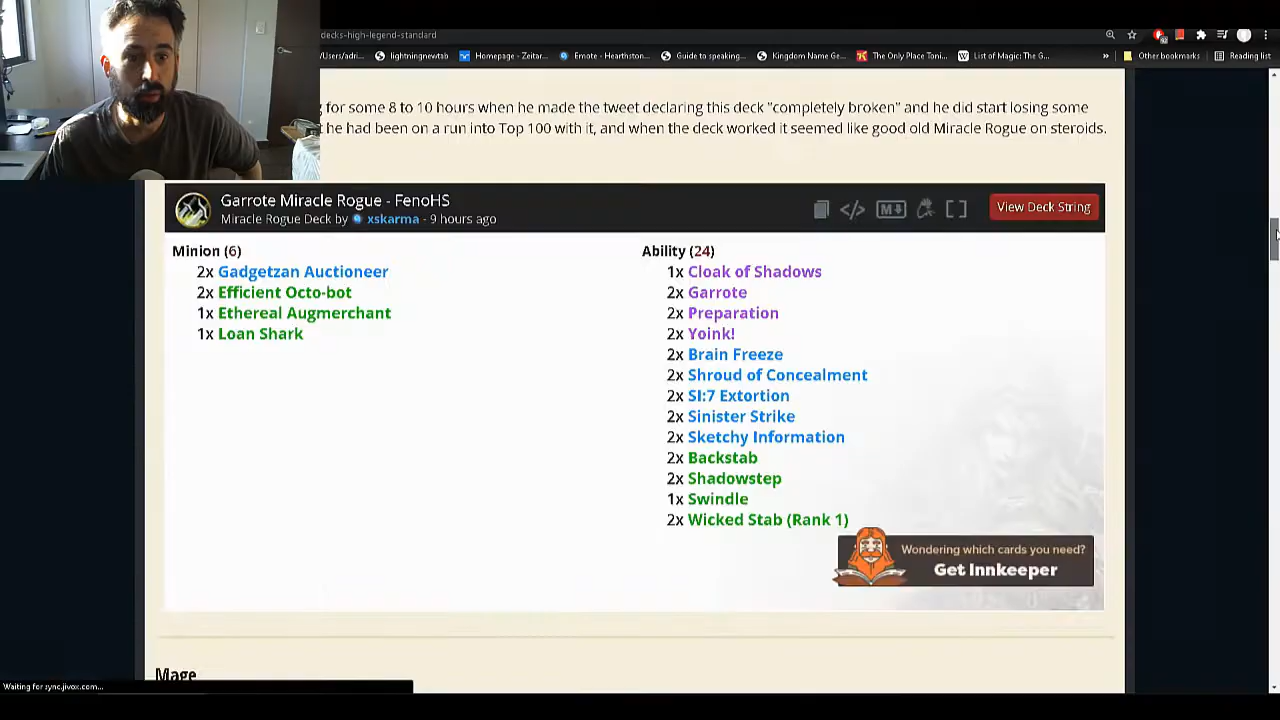 decks-high-legend-standard
/Users/adri...
lightningnewtab
Homepage - Zeitar...
Emote - Hearthston...
Guide to speaking...
Kingdom Name Ge...
The Only Place Toni...
List of Magic: The G...
»
Other bookmarks
Reading list
for some 8 to 10 hours when he made the tweet declaring this deck "completely broken" and he did start losing some
he had been on a run into Top 100 with it, and when the deck worked it seemed like good old Miracle Rogue on steroids.
Garrote Miracle Rogue - FenoHS
Miracle Rogue Deck by xskarma - 9 hours ago
View Deck String
Minion (6)
2x Gadgetzan Auctioneer
2x Efficient Octo-bot
1x Ethereal Augmerchant
1x Loan Shark
Ability (24)
1x Cloak of Shadows
2x Garrote
2x Preparation
2x Yoink!
2x Brain Freeze
2x Shroud of Concealment
2x SI:7 Extortion
2x Sinister Strike
2x Sketchy Information
2x Backstab
2x Shadowstep
1x Swindle
2x Wicked Stab (Rank 1)
Wondering which cards you need?
Get Innkeeper
Mage
Waiting for sync.jivox.com...